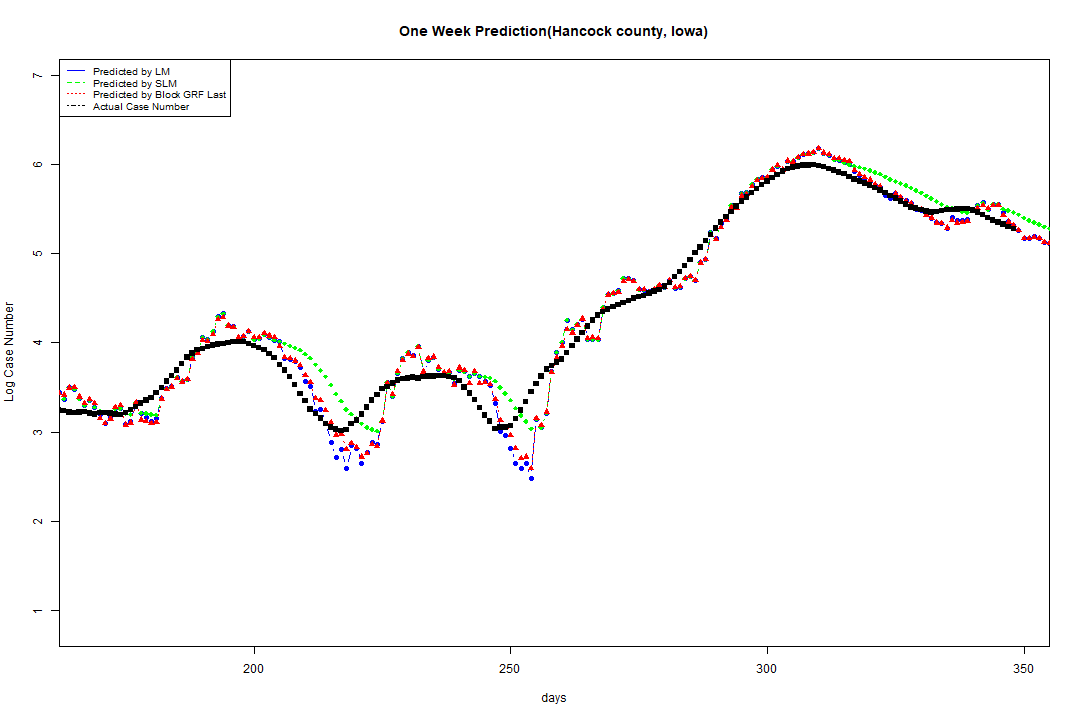 One Week Prediction(Hancock county, Iowa)
Predicted by LM
Predicted by SLM
Predicted by Block GRF Last
Actual Case Number
7
6
5
4
3
2
1
Log Case Number
200 250 300 350
days